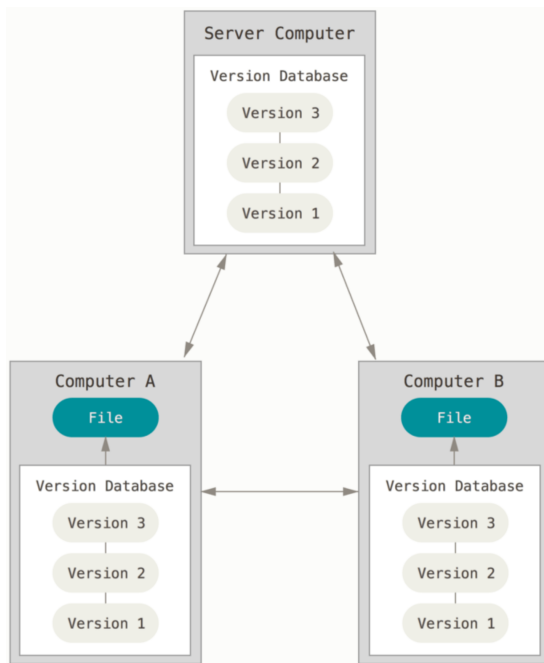 Server Computer
Version Database
Version 3
Version 2
Version 1
Computer A
File
Version Database
Version 3
Version 2
Version 1
Computer B
File
Version Database
Version 3
Version 2
Version 1